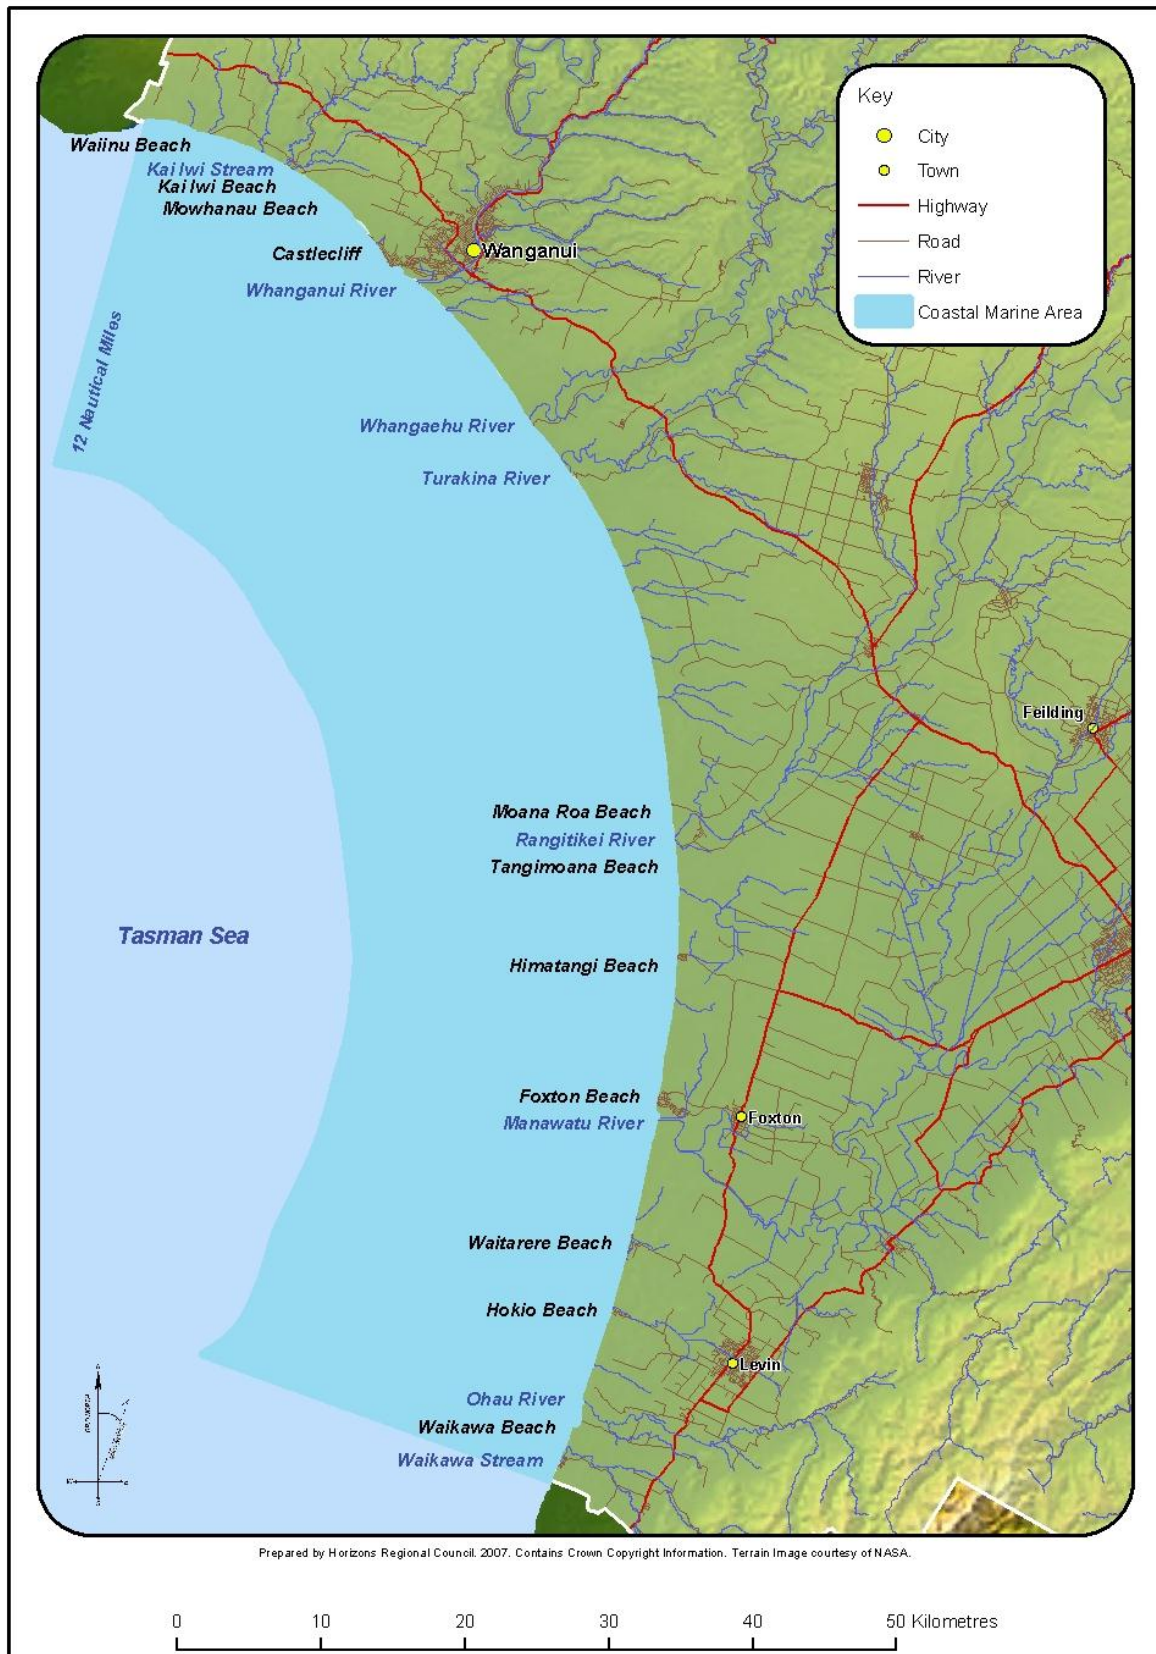 Key
City
Town
Highway
Road
River
Coastal Marine Area
Waiinu Beach
Kai Iwi Stream
Kai Iwi Beach
Mowhanau Beach
Castlecliff
Wanganui
Whanganui River
12 Nautical Miles
Whangaehu River
Turakina River
Feilding
Moana Roa Beach
Rangitikei River
Tangimoana Beach
Tasman Sea
Himatangi Beach
Foxton Beach
Manawatu River
Foxton
Waitarere Beach
Hokio Beach
Levin
Ohau River
Waikawa Beach
Waikawa Stream
Prepared by Horizons Regional Council. 2007. Contains Crown Copyright Information. Terrain Image courtesy of NASA.
0 10 20 30 40 50 Kilometres